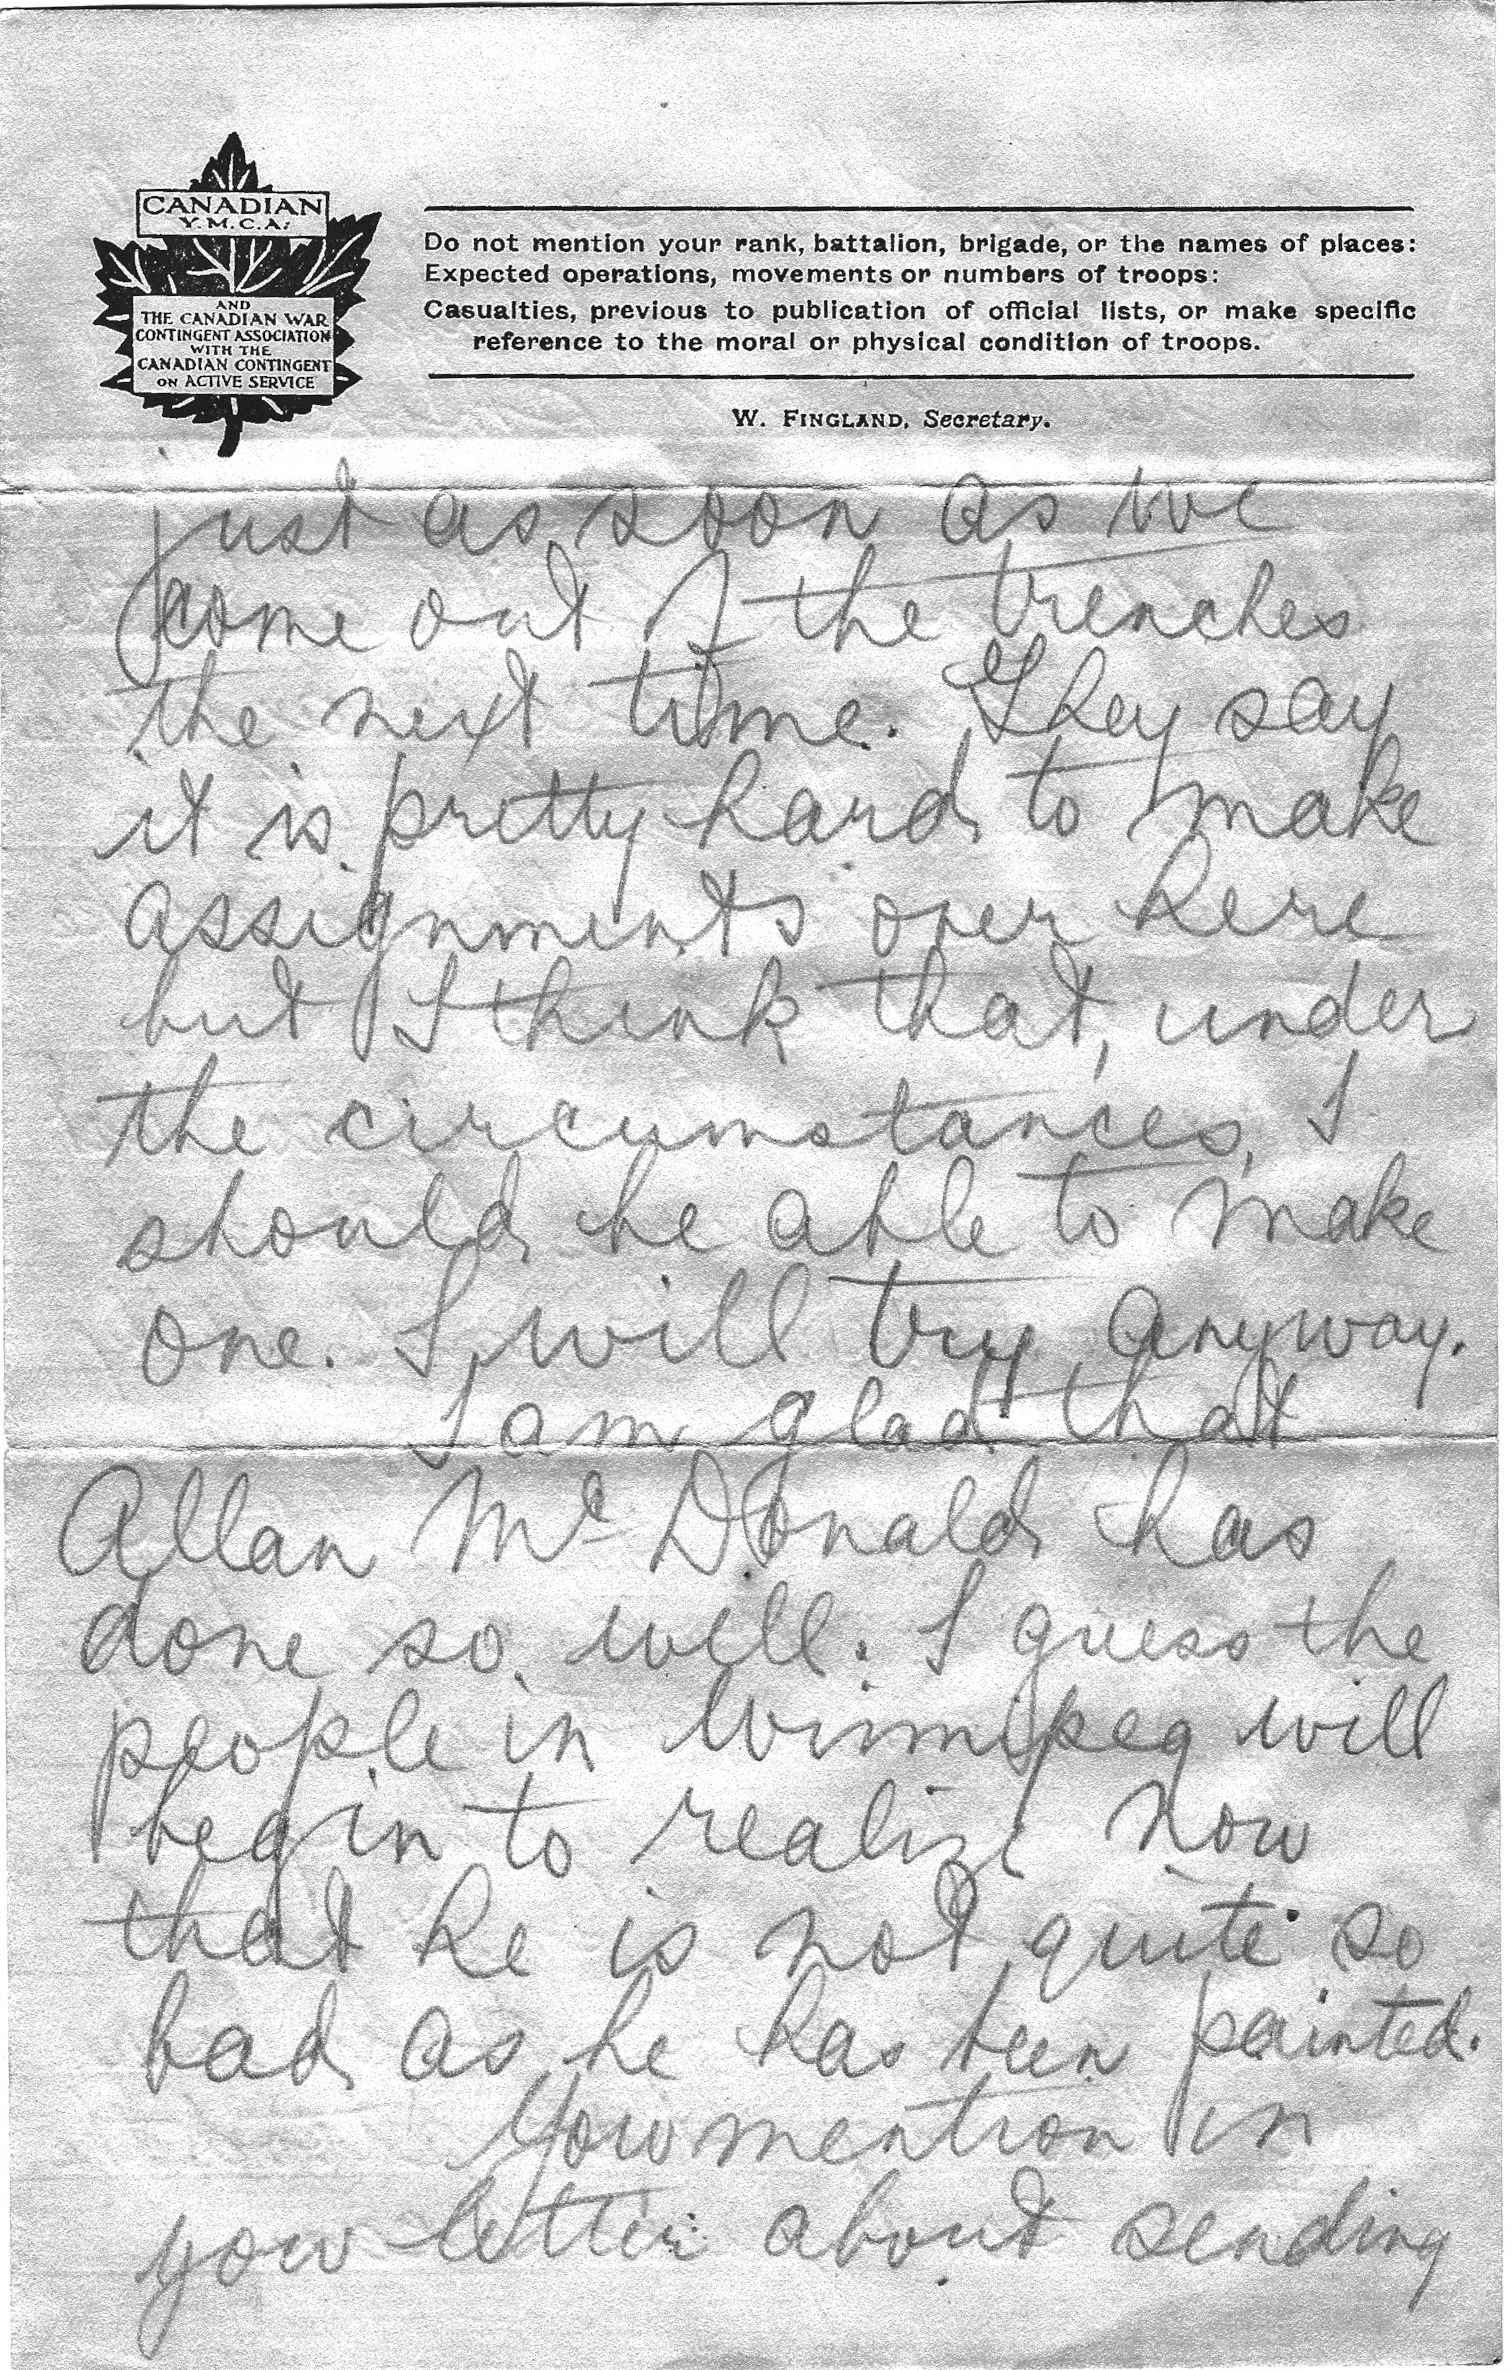 CANADIAN
Y.M.C.A.
AND
THE CANADIAN WAR
CONTINGENT ASSOCIATION
WITH THE
CANADIAN CONTINGENT
ON ACTIVE SERVICE
Do not mention your rank, battalion, brigade, or the names of places:
Expected operations, movements or numbers of troops:
Casualties, previous to publication of official lists, or make specific
reference to the moral or physical condition of troops.
W. FINGLAND, Secretary.
just as soon as we
come out of the trenches
the next time. They say
it is pretty hard to make
assignments over here
but I think that, under
the circumstances, I
should be able to make
one. I will try anyway.
I am glad that
Allan McDonald has
done so well. I guess the
people in Winnipeg will
begin to realize now
that he is not quite so
bad as he has been painted.
You mention in
your letter about sending